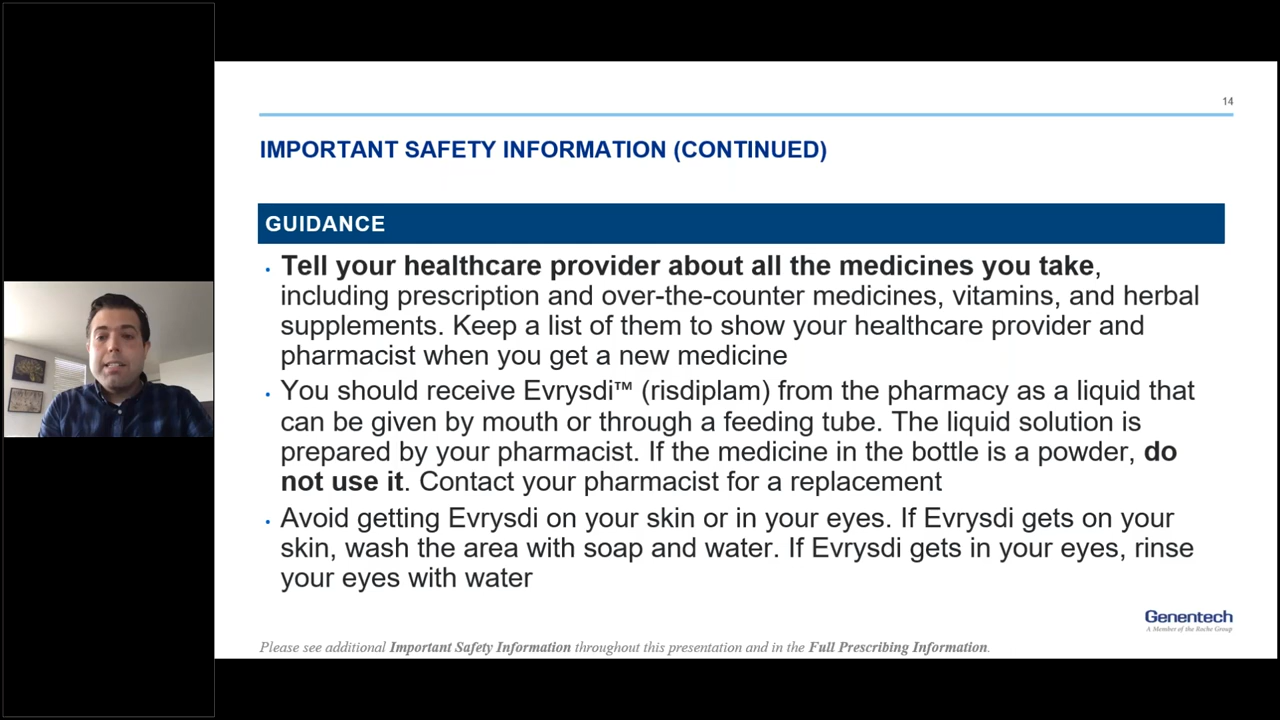 14
IMPORTANT SAFETY INFORMATION (CONTINUED)
GUIDANCE
• Tell your healthcare provider about all the medicines you take,
including prescription and over-the-counter medicines, vitamins, and herbal
supplements. Keep a list of them to show your healthcare provider and
pharmacist when you get a new medicine
• You should receive Evrysdi™ (risdiplam) from the pharmacy as a liquid that
can be given by mouth or through a feeding tube. The liquid solution is
prepared by your pharmacist. If the medicine in the bottle is a powder, do
not use it. Contact your pharmacist for a replacement
• Avoid getting Evrysdi on your skin or in your eyes. If Evrysdi gets on your
skin, wash the area with soap and water. If Evrysdi gets in your eyes, rinse
your eyes with water
Genentech
A Member of the Roche Group
Please see additional Important Safety Information throughout this presentation and in the Full Prescribing Information.